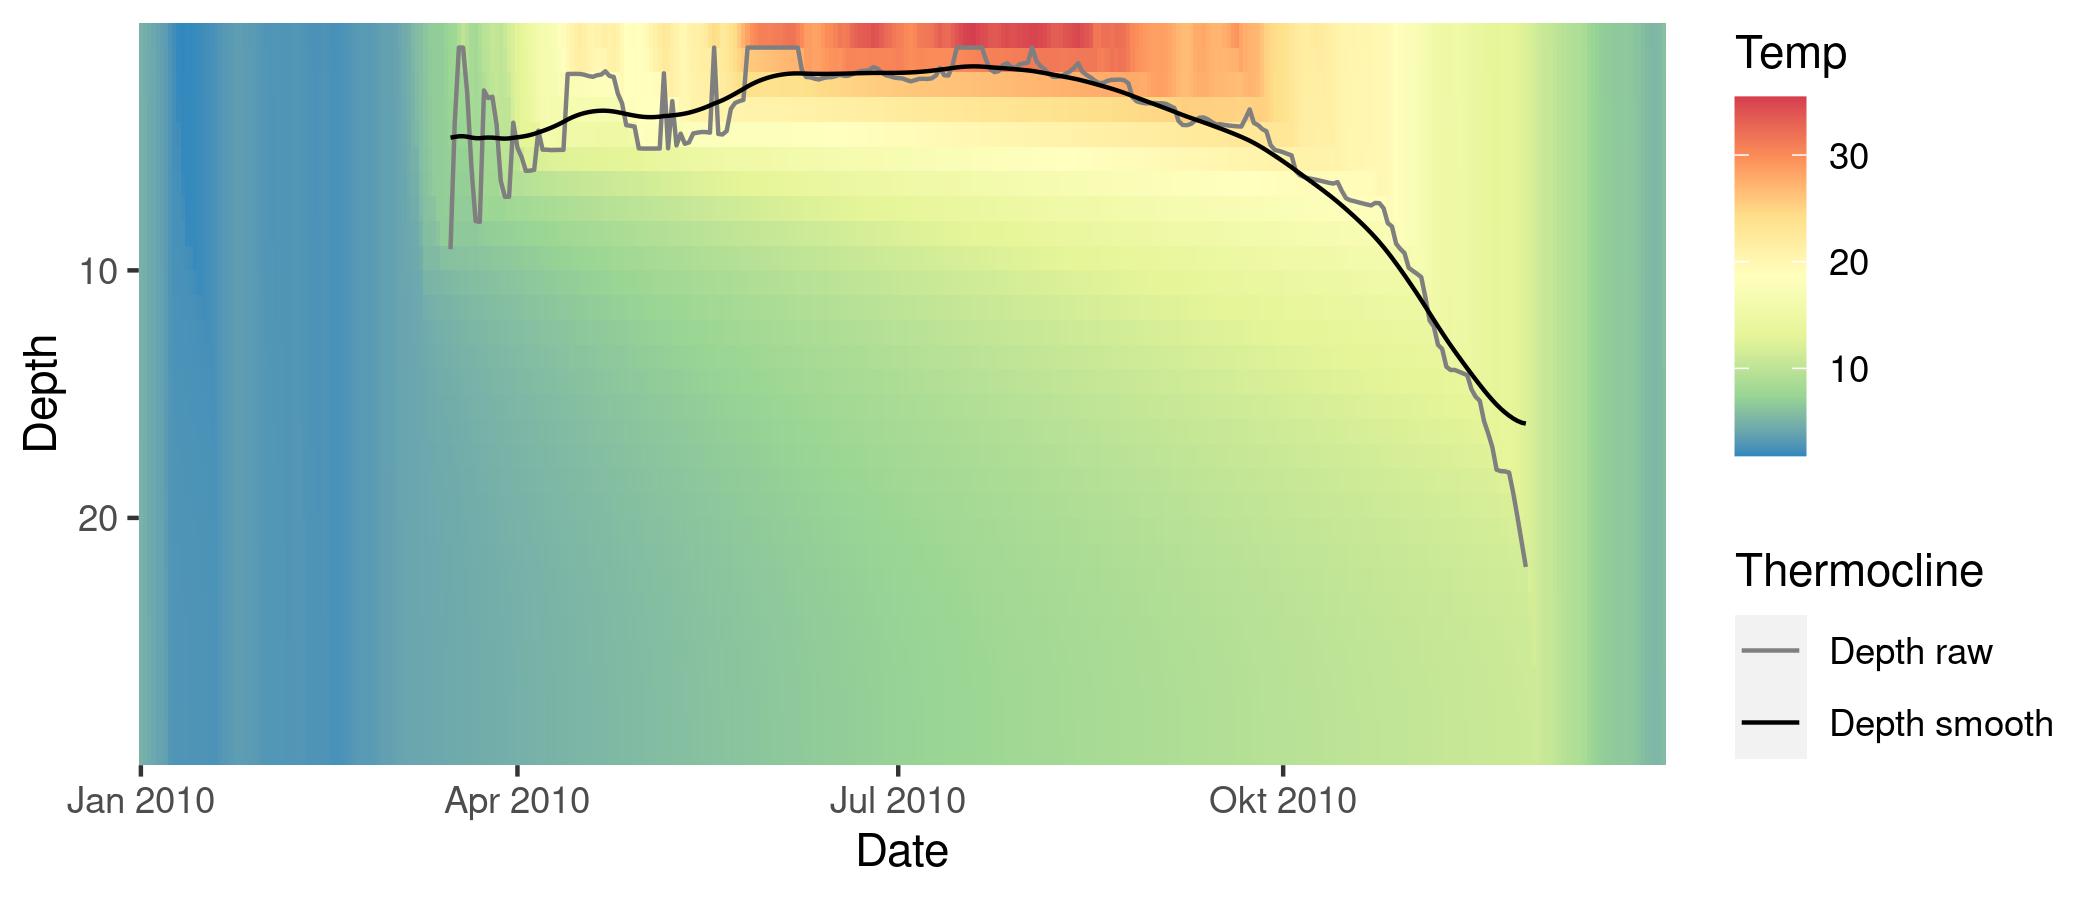 Temp
30
20
10
Thermocline
Depth raw
Depth smooth
Depth
10
20
Jan 2010
Apr 2010
Jul 2010
Okt 2010
Date